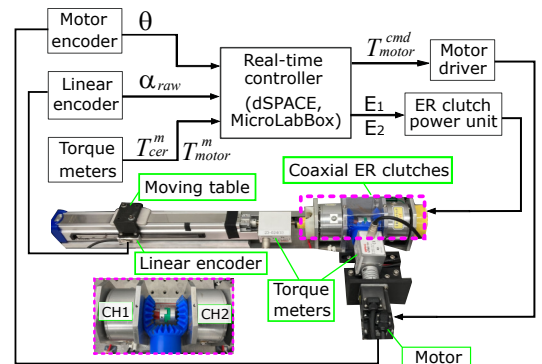 Motor
encoder
θ
Linear
encoder
α_raw
Torque
meters
T^m_cer
T^m_motor
Real-time
controller
(dSPACE,
MicroLabBox)
T^cmd_motor
Motor
driver
E1
E2
ER clutch
power unit
Moving table
Coaxial ER clutches
Linear encoder
Torque
meters
CH1
CH2
Motor